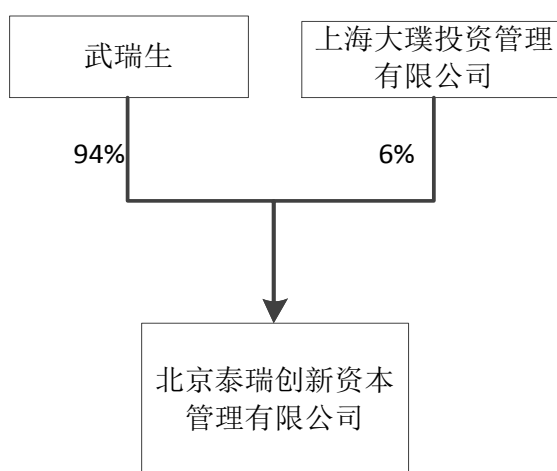 武瑞生
上海大璞投资管理
有限公司
94%
6%
北京泰瑞创新资本
管理有限公司